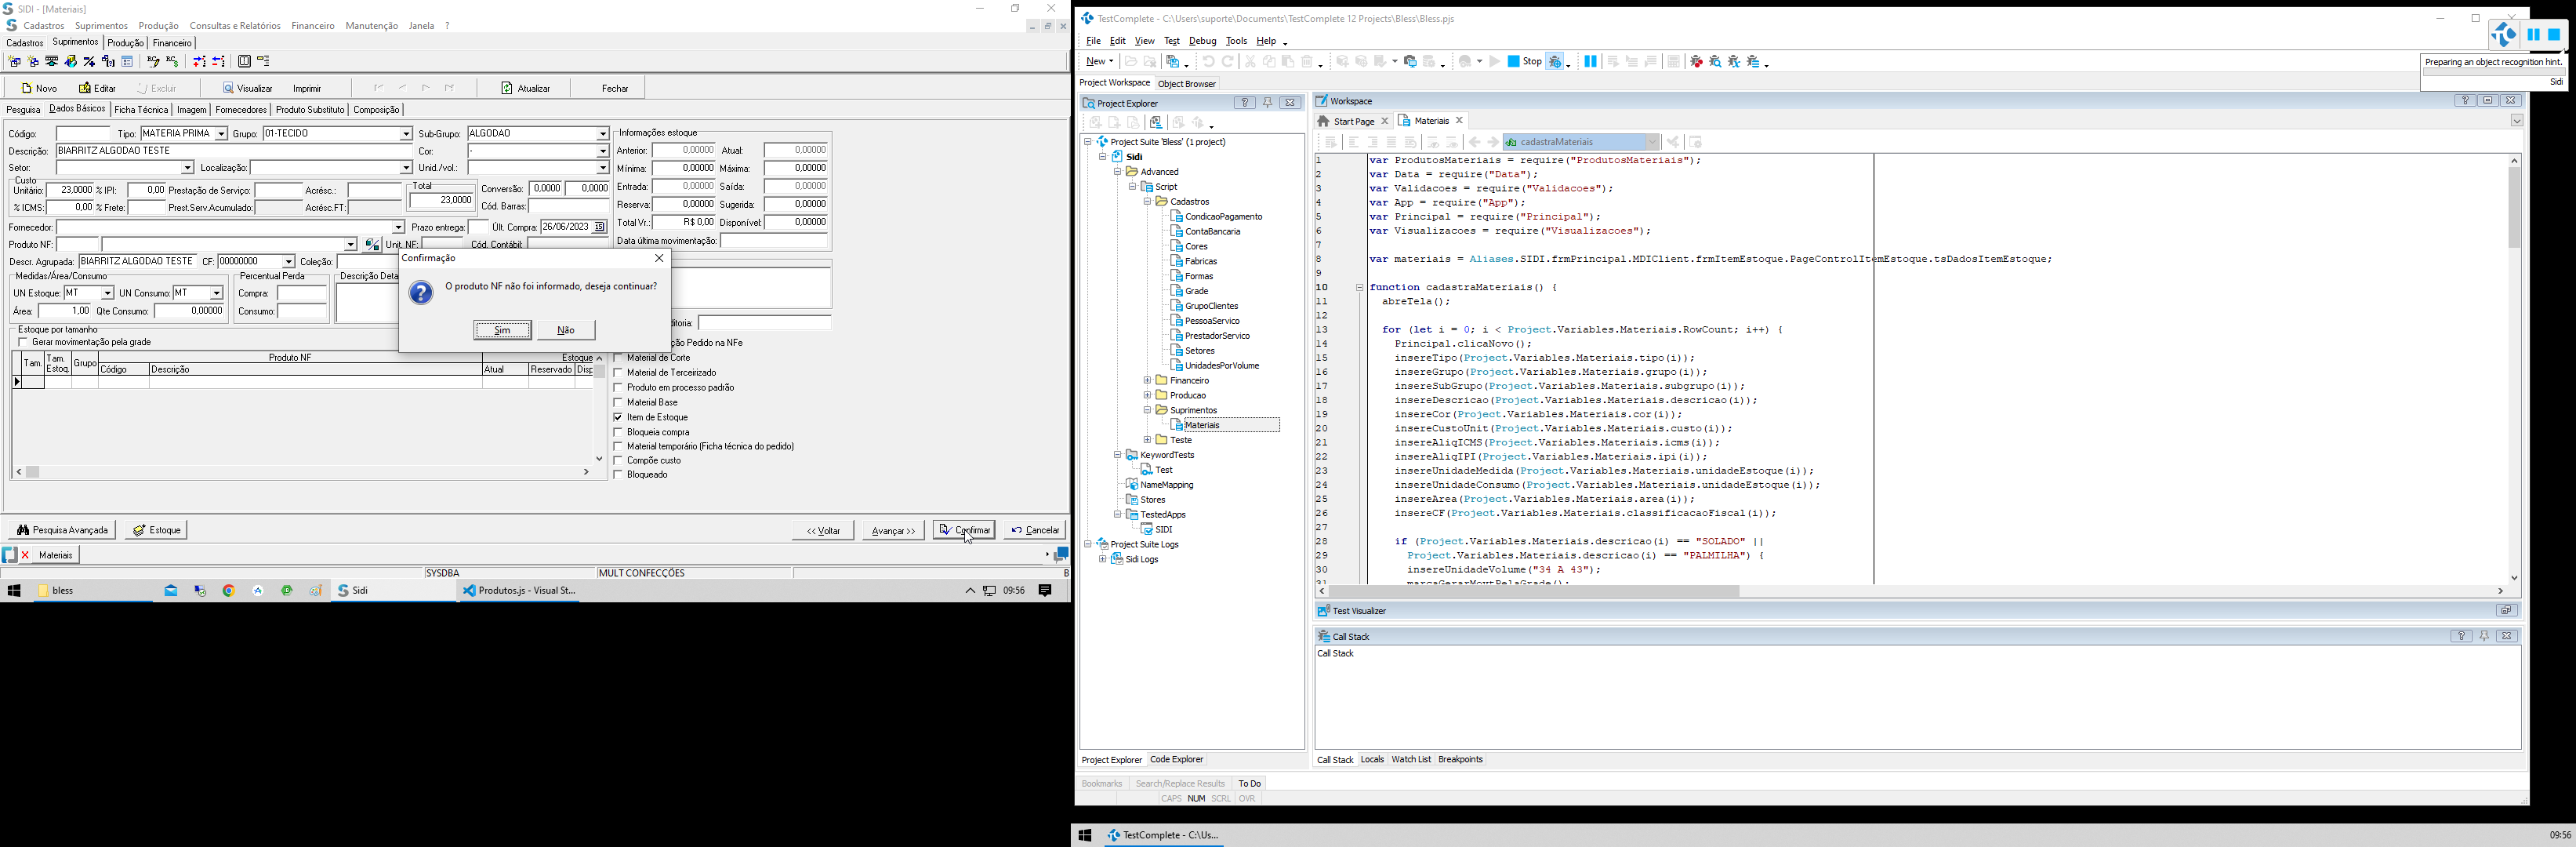 SIDI - [Materiais]
Cadastros Suprimentos Produção Consultas e Relatórios Financeiro Manutenção Janela ?
Cadastros Suprimentos Produção Financeiro
Novo Editar Excluir Visualizar Imprimir Atualizar Fechar
Pesquisa Dados Básicos Ficha Técnica Imagem Fornecedores Produto Substituto Composição
Código: Tipo: MATERIA PRIMA Grupo: 01-TECIDO Sub-Grupo: ALGODAO
Descrição: BIARRITZ ALGODAO TESTE Cor: -
Setor: Localização: Unid./vol.:
Custo
Unitário: 23,0000 % IPI: 0,00 Prestação de Serviço: Acrésc.: Total Conversão: 0,0000 0,0000
% ICMS: 0,00 % Frete: Prest.Serv.Acumulado: Acrésc.FT: 23,0000 Cód. Barras:
Fornecedor: Prazo entrega: Últ. Compra: 26/06/2023 15
Produto NF: Unit. NF: Cód. Contábil:
Descr. Agrupada: BIARRITZ ALGODAO TESTE CF: 00000000 Coleção:
Medidas/Área/Consumo Percentual Perda Descrição Deta
UN Estoque: MT UN Consumo: MT Compra:
Área: 1,00 Qte Consumo: 0,00000 Consumo:
Estoque por tamanho
Gerar movimentação pela grade
Tam. Tam. Estoq. Grupo Produto NF Estoque
Código Descrição Atual Reservado Disp
Informações estoque
Anterior: 0,00000 Atual: 0,00000
Mínima: 0,00000 Máxima: 0,00000
Entrada: 0,00000 Saída: 0,00000
Reserva: 0,00000 Sugerida: 0,00000
Total Vr.: R$ 0,00 Disponível: 0,00000
Data última movimentação:
Confirmação
O produto NF não foi informado, deseja continuar?
Sim Não
ditoria:
ção Pedido na NFe
Material de Corte
Material de Terceirizado
Produto em processo padrão
Material Base
Item de Estoque
Bloqueia compra
Material temporário (Ficha técnica do pedido)
Compõe custo
Bloqueado
Pesquisa Avançada Estoque << Voltar Avançar >> Confirmar Cancelar
Materiais
SYSDBA MULT CONFECÇÕES B
bless Sidi Produtos.js - Visual St... 09:56
TestComplete - C:\Users\suporte\Documents\TestComplete 12 Projects\Bless\Bless.pjs
File Edit View Test Debug Tools Help
New Stop
Preparing an object recognition hint.
Sidi
Project Workspace Object Browser
Project Explorer
Project Suite 'Bless' (1 project)
Sidi
Advanced
Script
Cadastros
CondicaoPagamento
ContaBancaria
Cores
Fabricas
Formas
Grade
GrupoClientes
PessoaServico
PrestadorServico
Setores
UnidadesPorVolume
Financeiro
Producao
Suprimentos
Materiais
Teste
KeywordTests
Test
NameMapping
Stores
TestedApps
SIDI
Project Suite Logs
Sidi Logs
Project Explorer Code Explorer
Workspace
Start Page Materiais
cadastraMateriais
1 var ProdutosMateriais = require("ProdutosMateriais");
2 var Data = require("Data");
3 var Validacoes = require("Validacoes");
4 var App = require("App");
5 var Principal = require("Principal");
6 var Visualizacoes = require("Visualizacoes");
7
8 var materiais = Aliases.SIDI.frmPrincipal.MDIClient.frmItemEstoque.PageControlItemEstoque.tsDadosItemEstoque;
9
10 function cadastraMateriais() {
11 abreTela();
12
13 for (let i = 0; i < Project.Variables.Materiais.RowCount; i++) {
14 Principal.clicaNovo();
15 insereTipo(Project.Variables.Materiais.tipo(i));
16 insereGrupo(Project.Variables.Materiais.grupo(i));
17 insereSubGrupo(Project.Variables.Materiais.subgrupo(i));
18 insereDescricao(Project.Variables.Materiais.descricao(i));
19 insereCor(Project.Variables.Materiais.cor(i));
20 insereCustoUnit(Project.Variables.Materiais.custo(i));
21 insereAliqICMS(Project.Variables.Materiais.icms(i));
22 insereAliqIPI(Project.Variables.Materiais.ipi(i));
23 insereUnidadeMedida(Project.Variables.Materiais.unidadeEstoque(i));
24 insereUnidadeConsumo(Project.Variables.Materiais.unidadeEstoque(i));
25 insereArea(Project.Variables.Materiais.area(i));
26 insereCF(Project.Variables.Materiais.classificacaoFiscal(i));
27
28 if (Project.Variables.Materiais.descricao(i) == "SOLADO" ||
29 Project.Variables.Materiais.descricao(i) == "PALMILHA") {
30 insereUnidadeVolume("34 A 43");
31 marcaGerarMovtPelaGrade();
Test Visualizer
Call Stack
Call Stack
Call Stack Locals Watch List Breakpoints
Bookmarks Search/Replace Results To Do
CAPS NUM SCRL OVR
TestComplete - C:\Us... 09:56